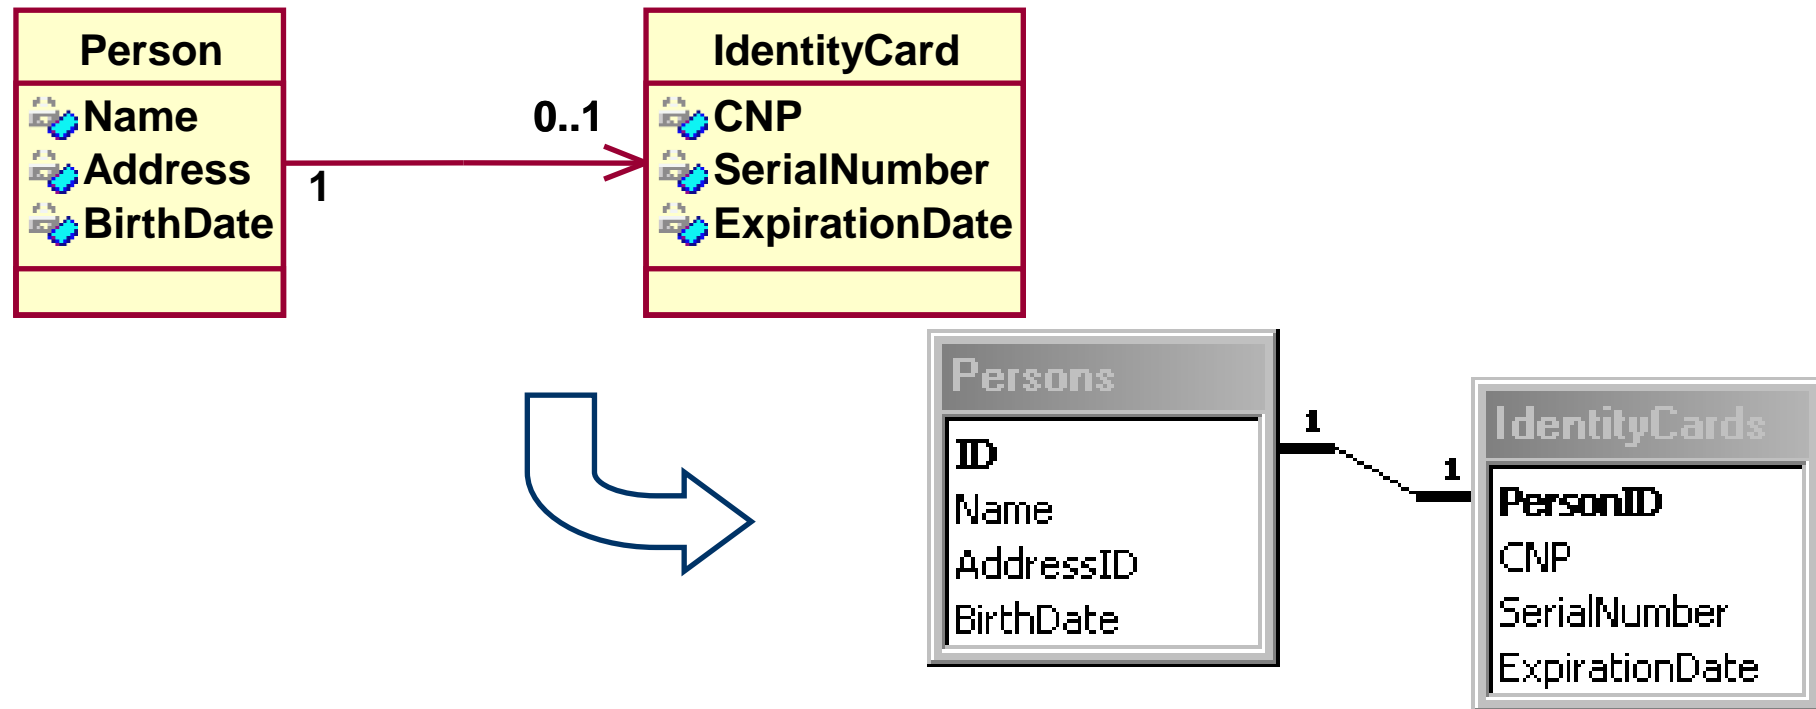 Person
Name
Address
BirthDate
1
0..1
IdentityCard
CNP
SerialNumber
ExpirationDate
Persons
ID
Name
AddressID
BirthDate
1
1
IdentityCards
PersonID
CNP
SerialNumber
ExpirationDate